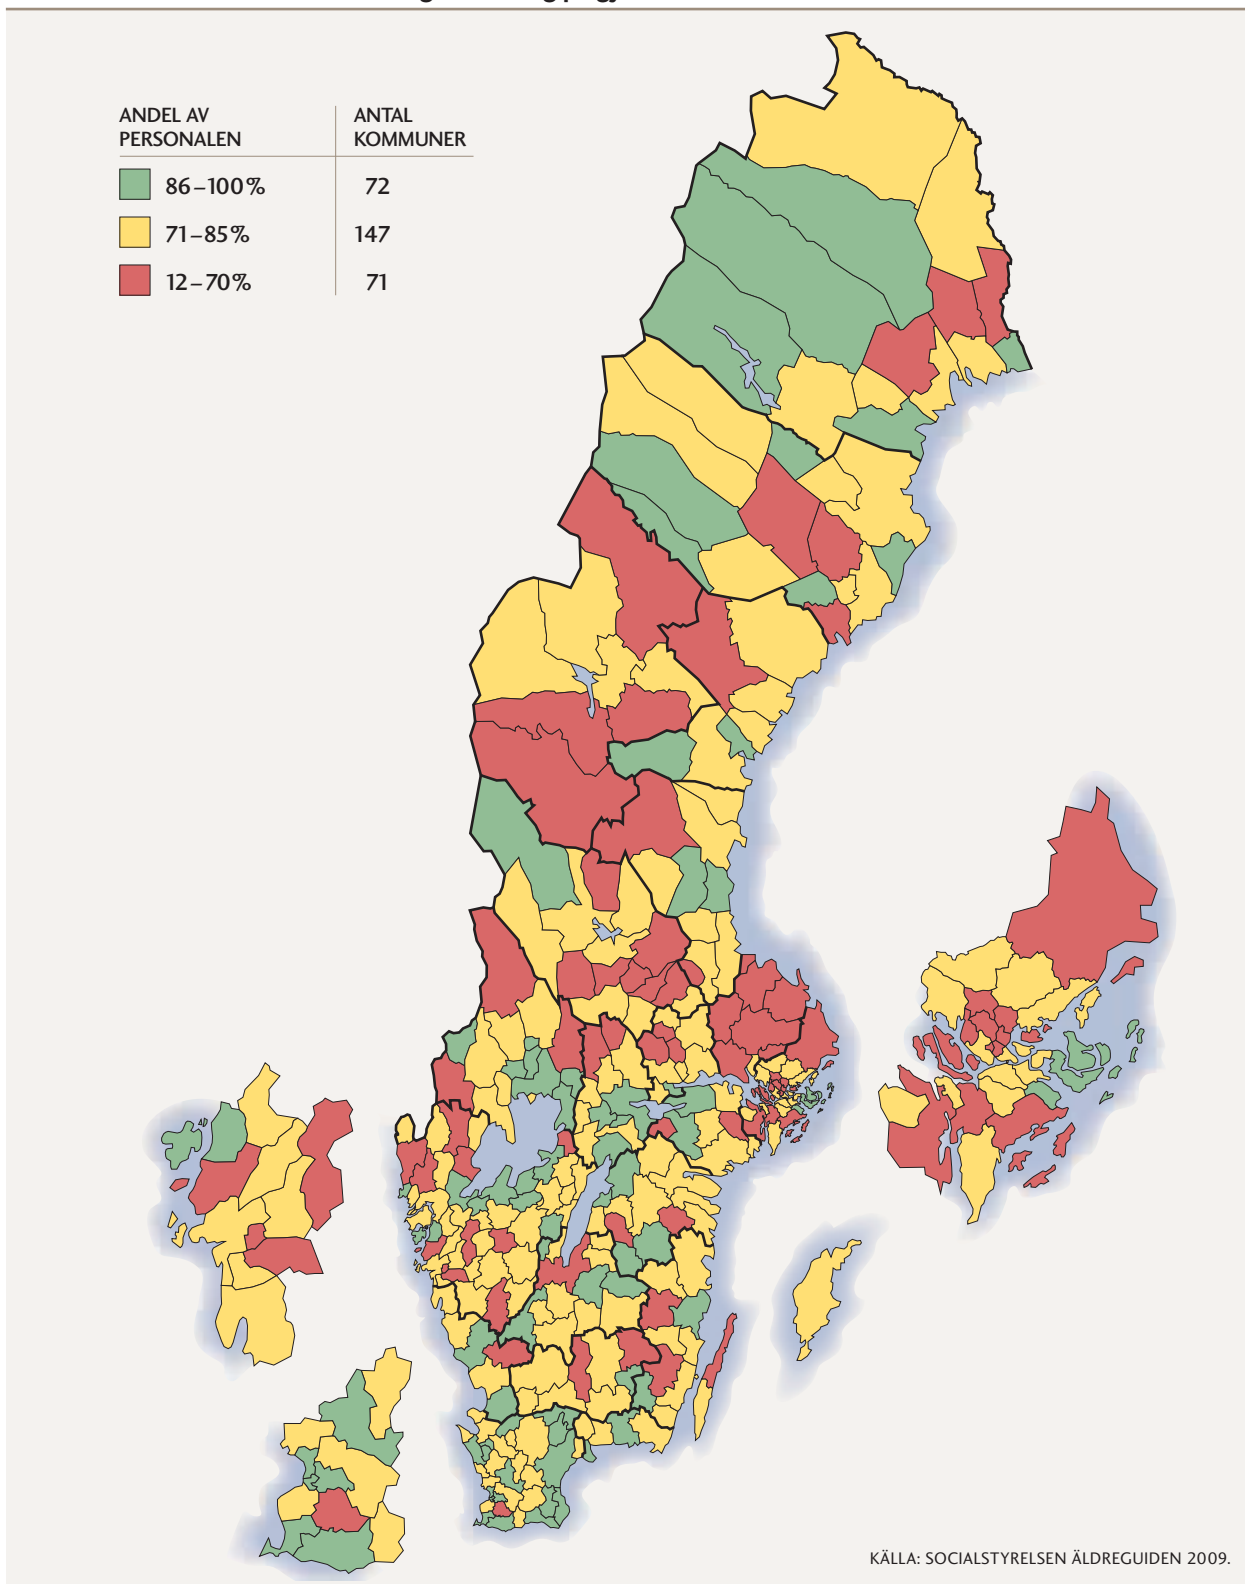 ANDEL AV PERSONALEN
ANTAL KOMMUNER
86–100% 72
71–85% 147
12–70% 71
KÄLLA: SOCIALSTYRELSEN ÄLDREGUIDEN 2009.